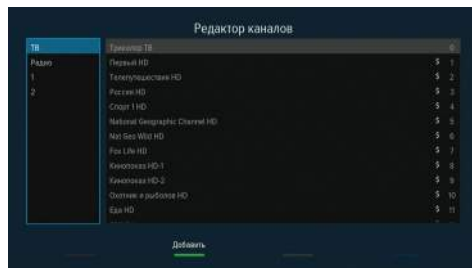 Редактор каналов
ТВ
Радио
1
2
Триколор ТВ 0
Первый HD $ 1
Телепутешествия HD $ 2
Россия HD $ 3
Спорт 1 HD $ 4
National Geographic Channel HD $ 5
Nat Geo Wild HD $ 6
Fox Life HD $ 7
Кинопоказ HD-1 $ 8
Кинопоказ HD-2 $ 9
Охотник и рыболов HD $ 10
Еда HD $ 11
Добавить